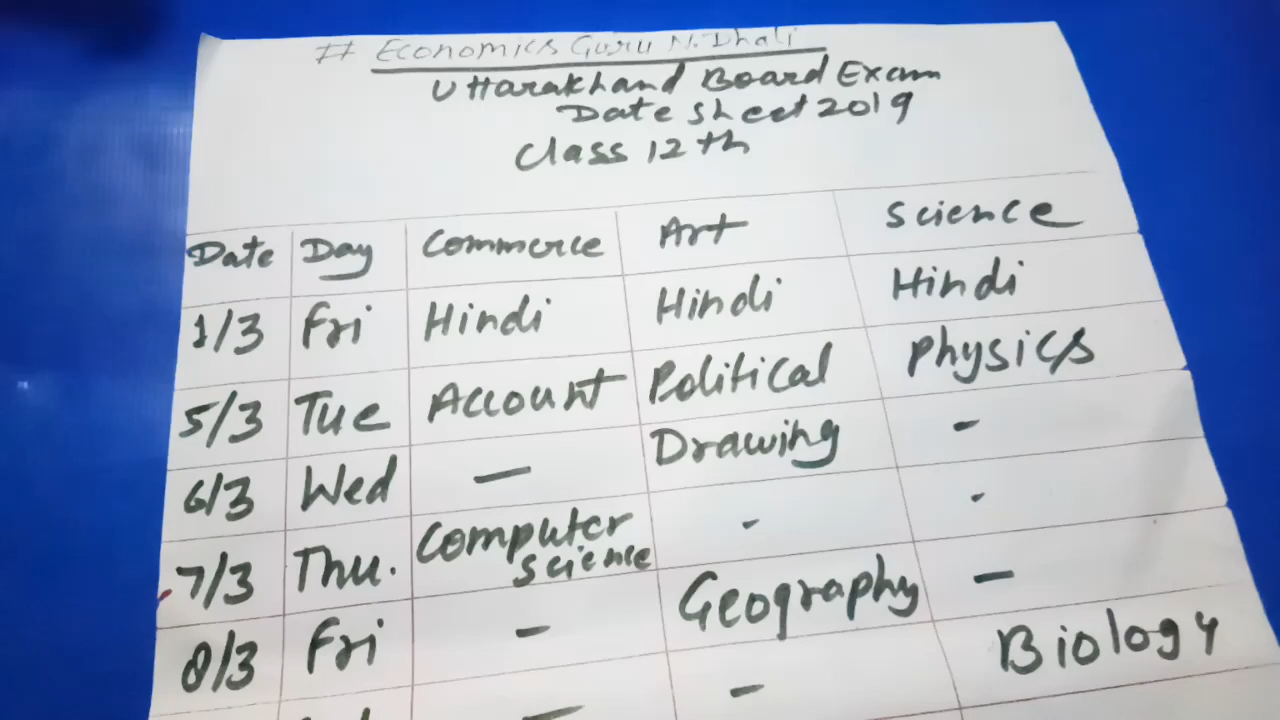 # Economics Guru N. Dhali
Uttarakhand Board Exam
Date Sheet 2019
Class 12th
Date Day Commerce Art Science
1/3 Fri Hindi Hindi Hindi
5/3 Tue Account Political Physics
6/3 Wed — Drawing -
7/3 Thu. Computer science - -
8/3 Fri - Geography —
— - Biology